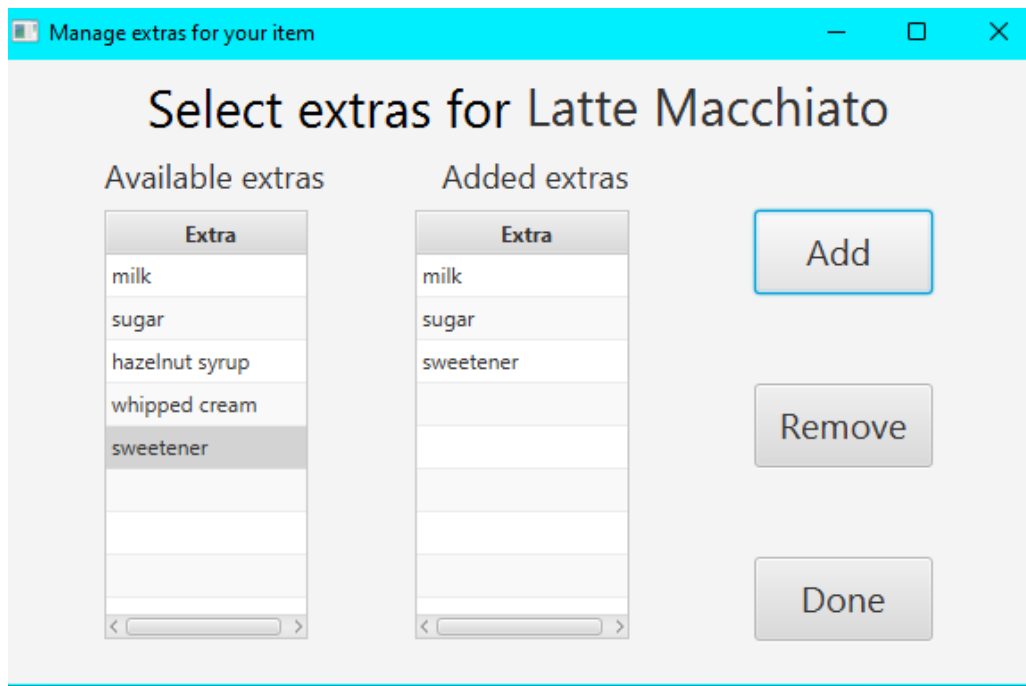 Manage extras for your item
Select extras for Latte Macchiato
Available extras
Added extras
Extra
milk
sugar
hazelnut syrup
whipped cream
sweetener
Extra
milk
sugar
sweetener
Add
Remove
Done